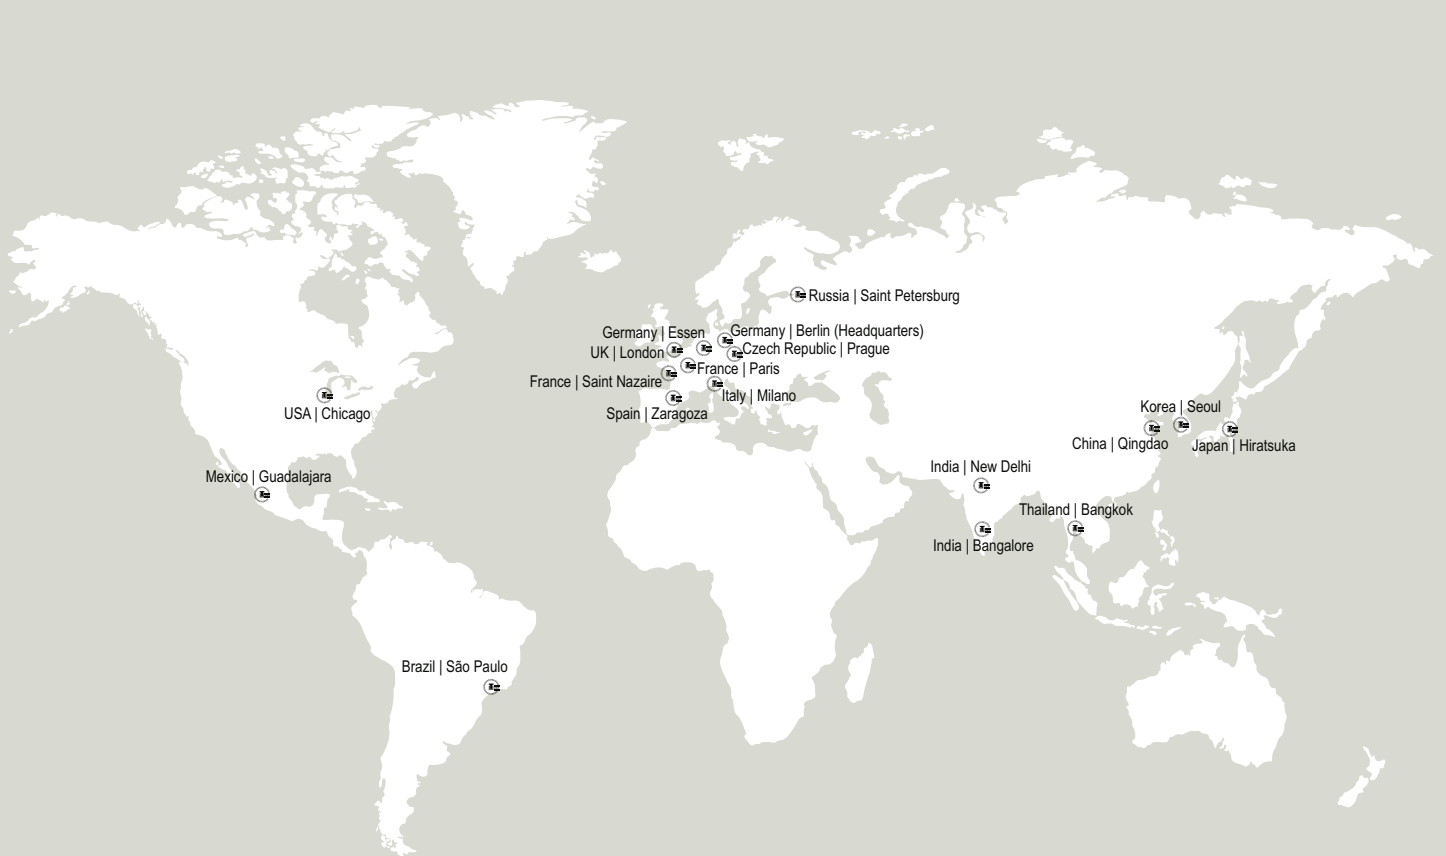 Russia | Saint Petersburg
Germany | Essen
Germany | Berlin (Headquarters)
UK | London
Czech Republic | Prague
France | Paris
France | Saint Nazaire
Italy | Milano
USA | Chicago
Spain | Zaragoza
Korea | Seoul
China | Qingdao
Japan | Hiratsuka
India | New Delhi
Mexico | Guadalajara
Thailand | Bangkok
India | Bangalore
Brazil | São Paulo